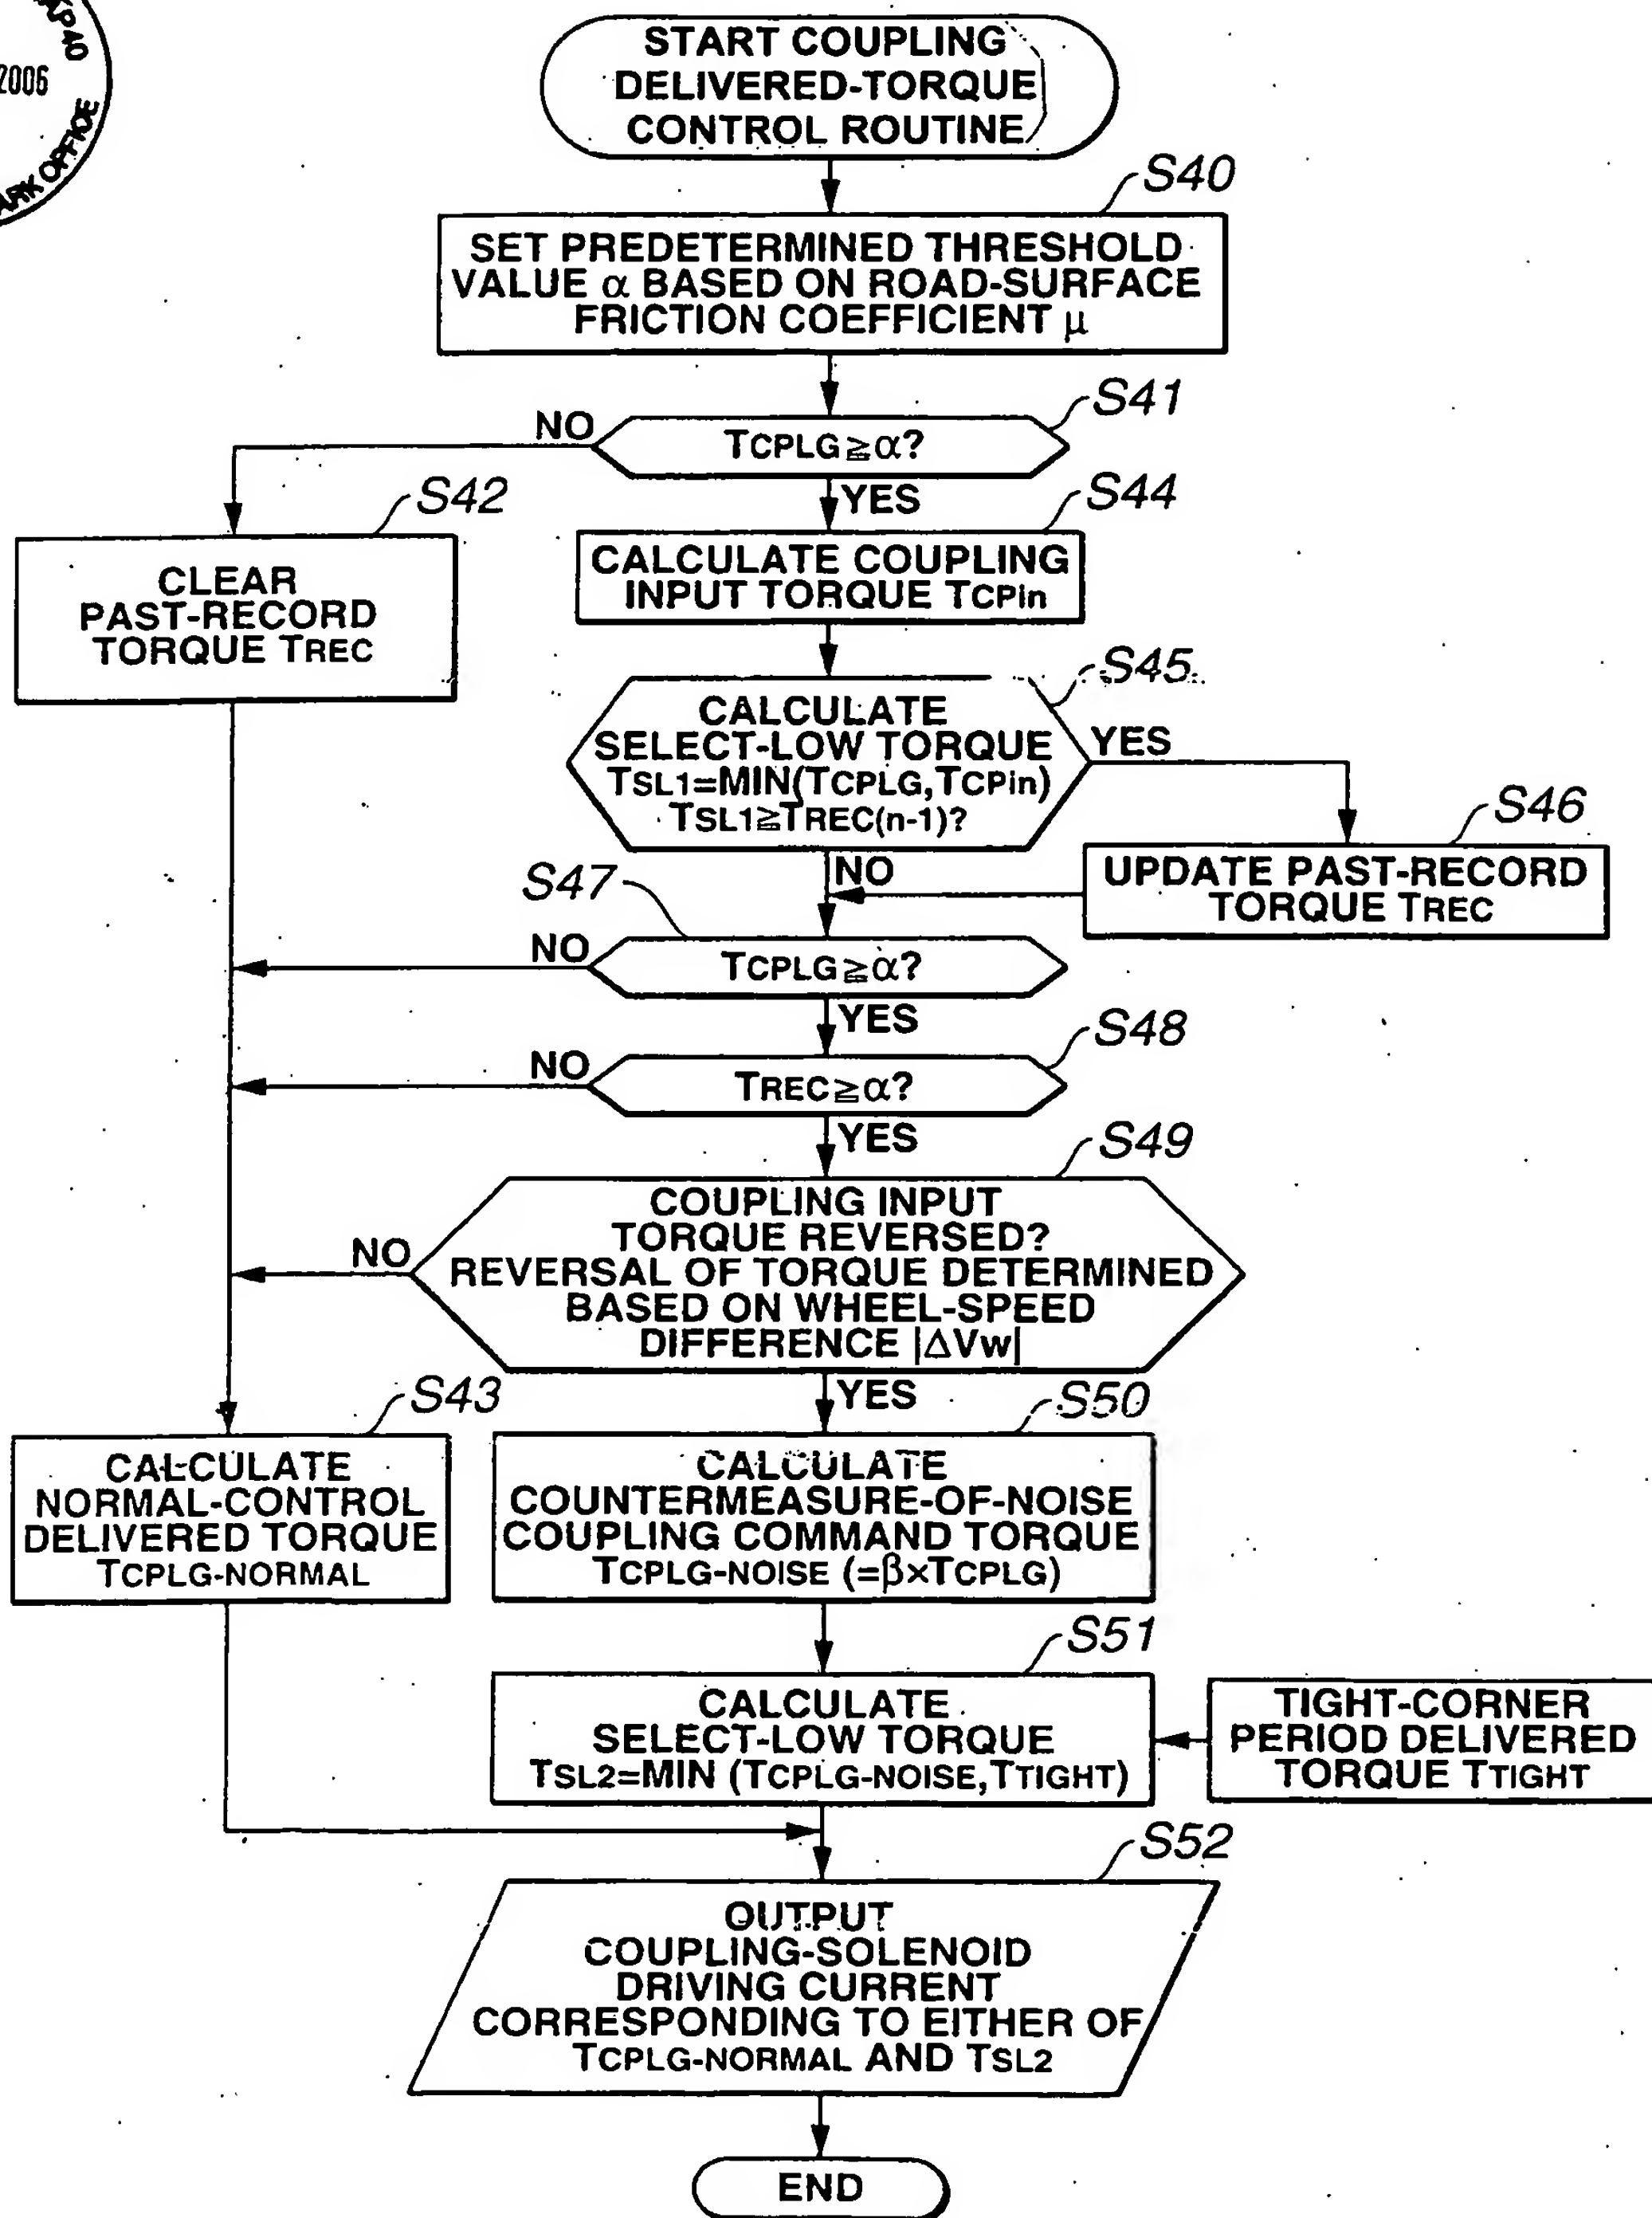 2006
START COUPLING
DELIVERED-TORQUE
CONTROL ROUTINE
S40
SET PREDETERMINED THRESHOLD
VALUE α BASED ON ROAD-SURFACE
FRICTION COEFFICIENT μ
S41
NO
TCPLG≧α?
YES
S42
CLEAR
PAST-RECORD
TORQUE TREC
S44
CALCULATE COUPLING
INPUT TORQUE TCPin
S45
CALCULATE
SELECT-LOW TORQUE
TSL1=MIN(TCPLG,TCPin)
TSL1≧TREC(n-1)?
YES
NO
S46
UPDATE PAST-RECORD
TORQUE TREC
S47
NO
TCPLG≧α?
YES
S48
NO
TREC≧α?
YES
S49
COUPLING INPUT
TORQUE REVERSED?
REVERSAL OF TORQUE DETERMINED
BASED ON WHEEL-SPEED
DIFFERENCE |ΔVw|
NO
YES
S43
CALCULATE
NORMAL-CONTROL
DELIVERED TORQUE
TCPLG-NORMAL
S50
CALCULATE
COUNTERMEASURE-OF-NOISE
COUPLING COMMAND TORQUE
TCPLG-NOISE (=β×TCPLG)
S51
CALCULATE
SELECT-LOW TORQUE
TSL2=MIN (TCPLG-NOISE,TTIGHT)
TIGHT-CORNER
PERIOD DELIVERED
TORQUE TTIGHT
S52
OUTPUT
COUPLING-SOLENOID
DRIVING CURRENT
CORRESPONDING TO EITHER OF
TCPLG-NORMAL AND TSL2
END